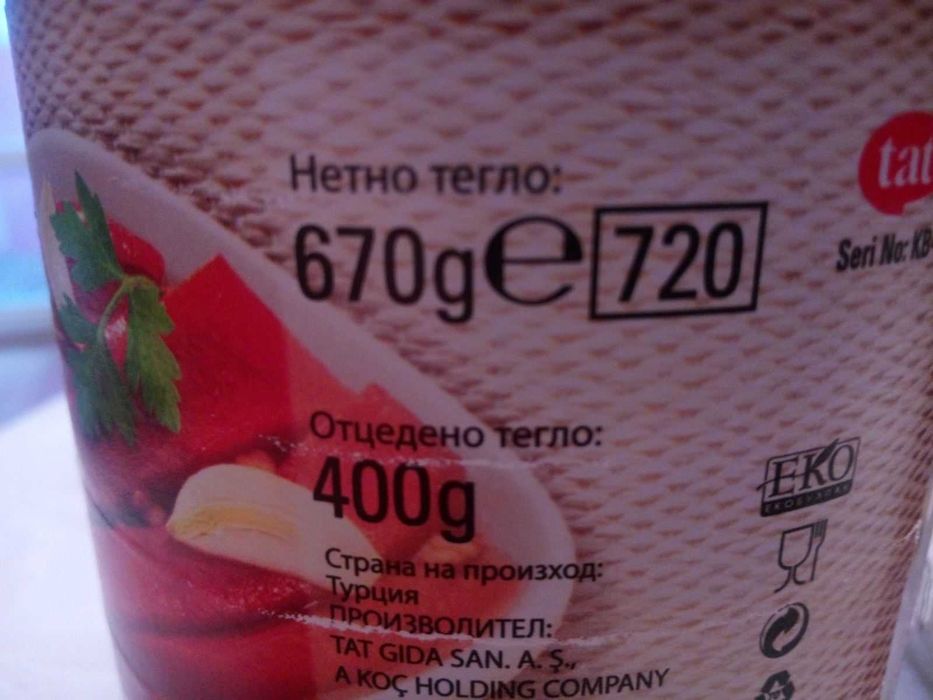 Нетно тегло:
670g e 720
tat
Seri No: KB
Отцедено тегло:
400g
EKO
ЕКОБУЛПАК
Страна на произход:
Турция
ПРОИЗВОДИТЕЛ:
TAT GIDA SAN. A. Ş.,
A KOÇ HOLDING COMPANY